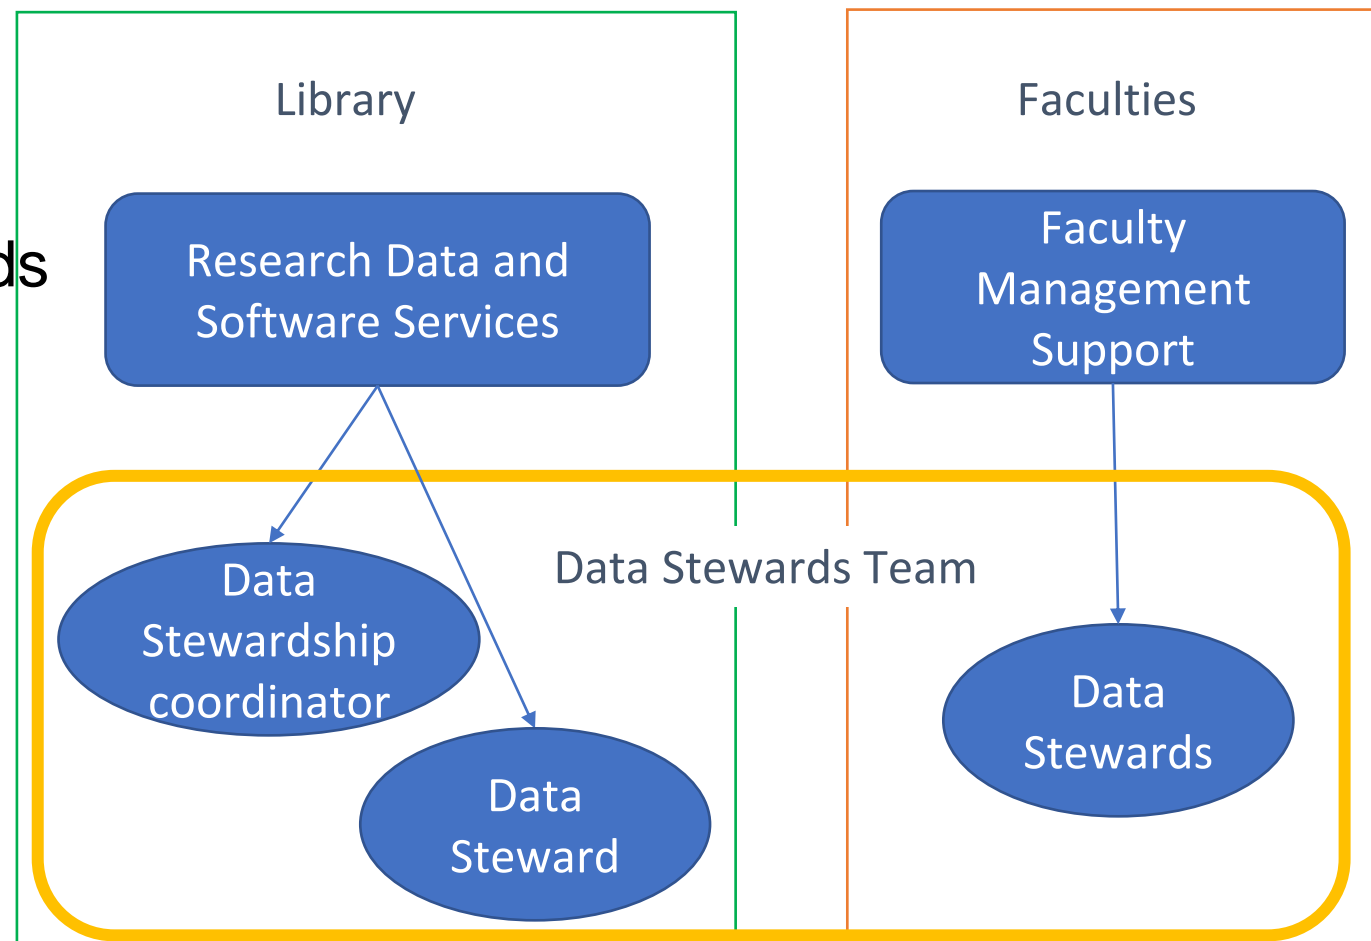 Library
Faculties
ds
Research Data and
Software Services
Faculty
Management
Support
Data Stewards Team
Data
Stewardship
coordinator
Data
Steward
Data
Stewards